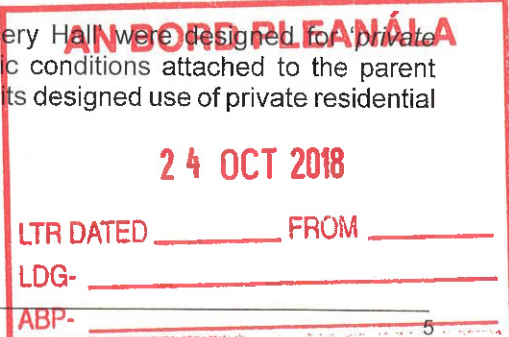 AN BORD PLEANÁLA
ery Hall' were designed for 'private
ic conditions attached to the parent
its designed use of private residential
24 OCT 2018
LTR DATED FROM
LDG-
ABP-
5